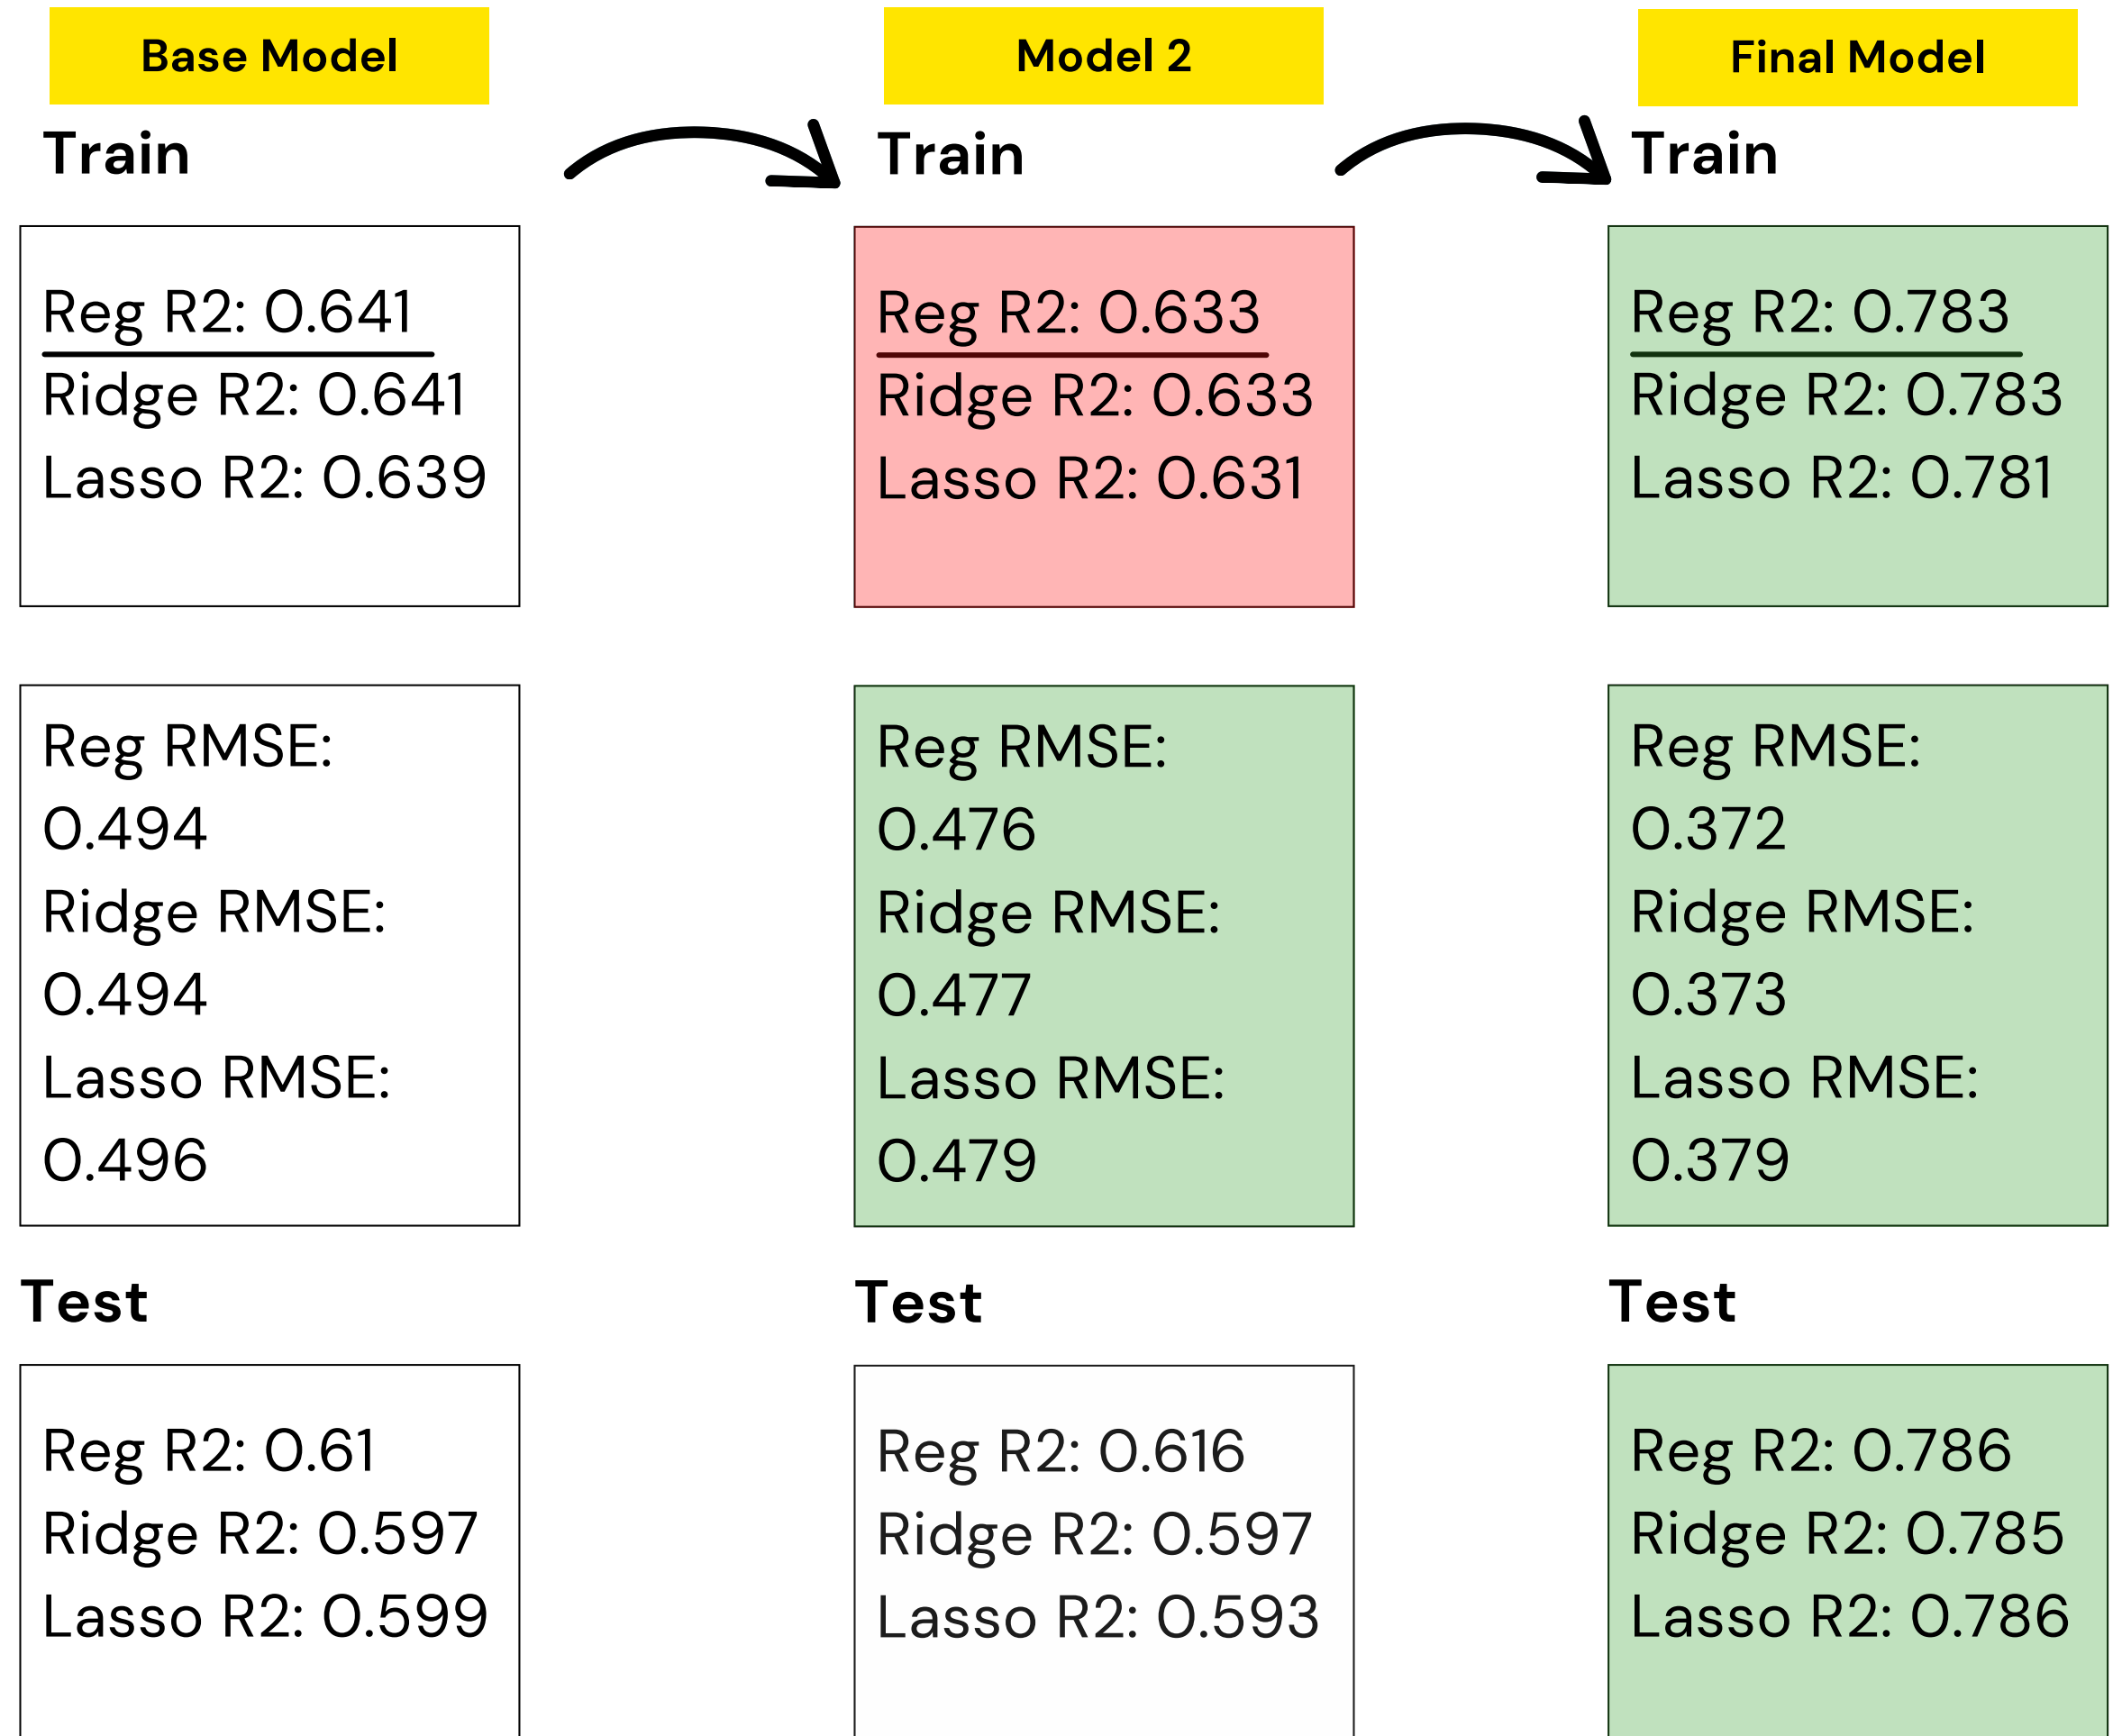 Base Model
Train
Reg R2: 0.641
Ridge R2: 0.641
Lasso R2: 0.639
Reg RMSE:
0.494
Ridge RMSE:
0.494
Lasso RMSE:
0.496
Test
Reg R2: 0.61
Ridge R2: 0.597
Lasso R2: 0.599
Model 2
Train
Reg R2: 0.633
Ridge R2: 0.633
Lasso R2: 0.631
Reg RMSE:
0.476
Ridge RMSE:
0.477
Lasso RMSE:
0.479
Test
Reg R2: 0.616
Ridge R2: 0.597
Lasso R2: 0.593
Final Model
Train
Reg R2: 0.783
Ridge R2: 0.783
Lasso R2: 0.781
Reg RMSE:
0.372
Ridge RMSE:
0.373
Lasso RMSE:
0.379
Test
Reg R2: 0.786
Ridge R2: 0.785
Lasso R2: 0.786